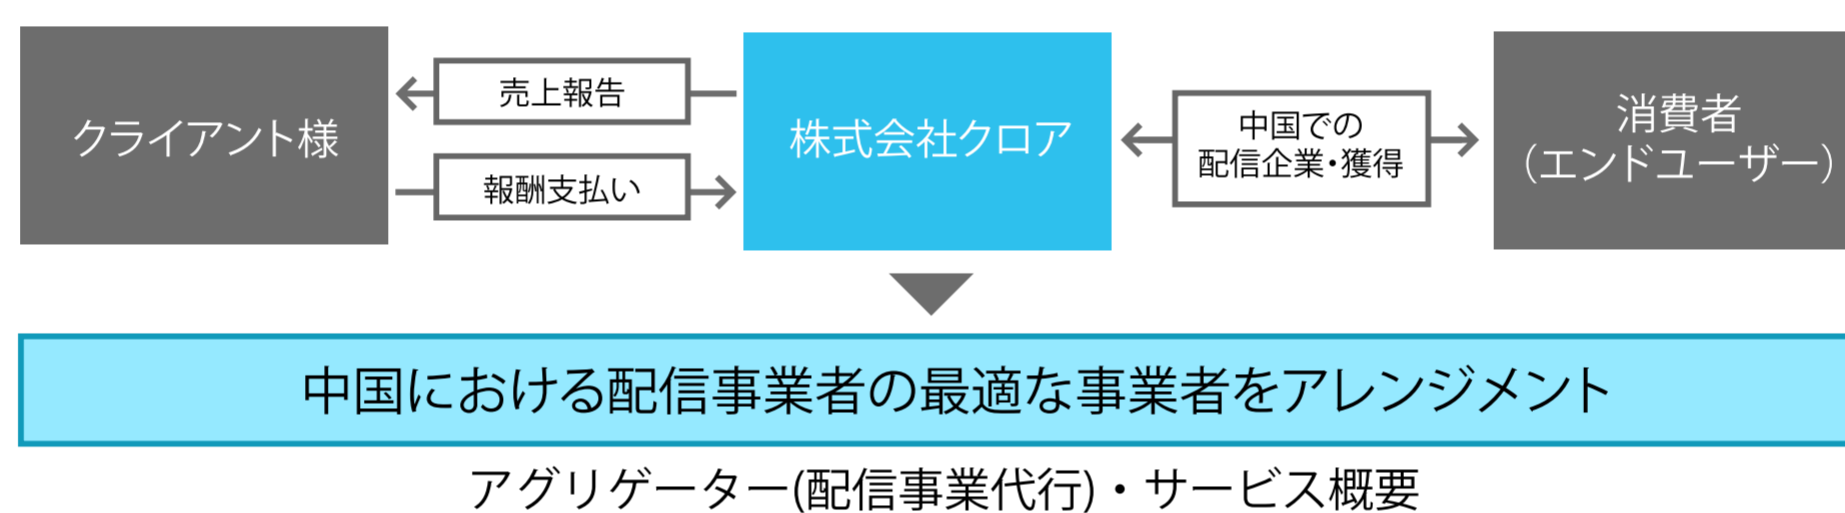 クライアント様
売上報告
報酬支払い
株式会社クロア
中国での
配信企業・獲得
消費者
（エンドユーザー）
中国における配信事業者の最適な事業者をアレンジメント
アグリゲーター(配信事業代行)・サービス概要